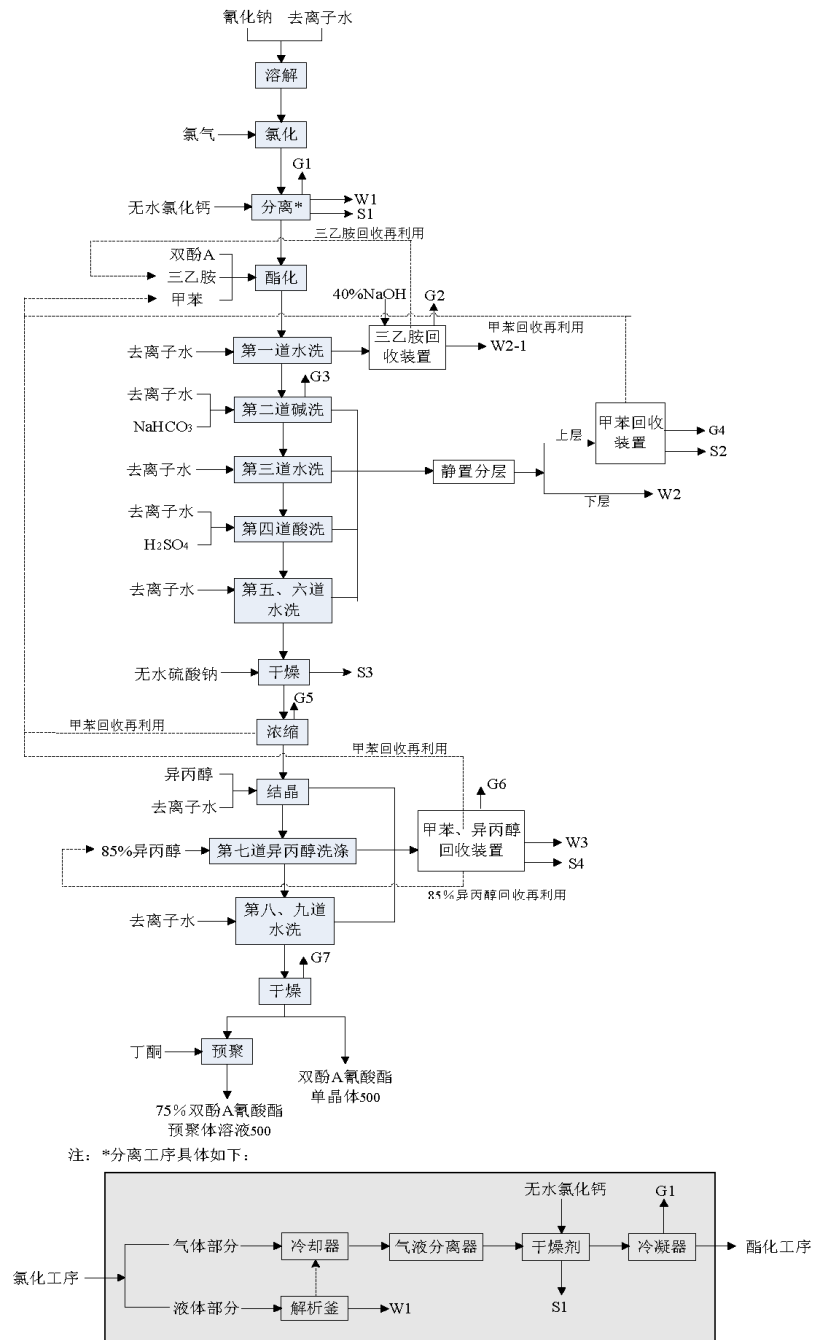 氰化钠 去离子水
溶解
氯气
氯化
G1
无水氯化钙
分离*
W1
S1
三乙胺回收再利用
双酚A
三乙胺
甲苯
酯化
40%NaOH
G2
甲苯回收再利用
去离子水
第一道水洗
三乙胺回
收装置
W2-1
G3
去离子水
NaHCO3
第二道碱洗
上层
甲苯回收
装置
G4
S2
去离子水
第三道水洗
静置分层
下层
W2
去离子水
H2SO4
第四道酸洗
去离子水
第五、六道
水洗
无水硫酸钠
干燥
S3
G5
甲苯回收再利用
浓缩
甲苯回收再利用
异丙醇
去离子水
结晶
G6
甲苯、异丙醇
回收装置
W3
S4
85%异丙醇
第七道异丙醇洗涤
85%异丙醇回收再利用
去离子水
第八、九道
水洗
G7
干燥
丁酮
预聚
双酚A氰酸酯
单晶体500
75%双酚A氰酸酯
预聚体溶液500
注：*分离工序具体如下：
无水氯化钙
G1
气体部分
冷却器
气液分离器
干燥剂
冷凝器
酯化工序
氯化工序
液体部分
解析釜
W1
S1